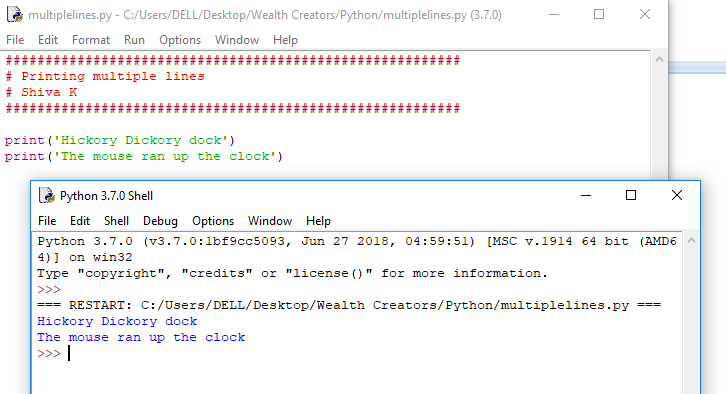 multiplelines.py - C:/Users/DELL/Desktop/Wealth Creators/Python/multiplelines.py (3.7.0)
File Edit Format Run Options Window Help
#########################################################
# Printing multiple lines
# Shiva K
#########################################################
print('Hickory Dickory dock')
print('The mouse ran up the clock')
Python 3.7.0 Shell
File Edit Shell Debug Options Window Help
Python 3.7.0 (v3.7.0:1bf9cc5093, Jun 27 2018, 04:59:51) [MSC v.1914 64 bit (AMD6
4)] on win32
Type "copyright", "credits" or "license()" for more information.
>>>
=== RESTART: C:/Users/DELL/Desktop/Wealth Creators/Python/multiplelines.py ===
Hickory Dickory dock
The mouse ran up the clock
>>>